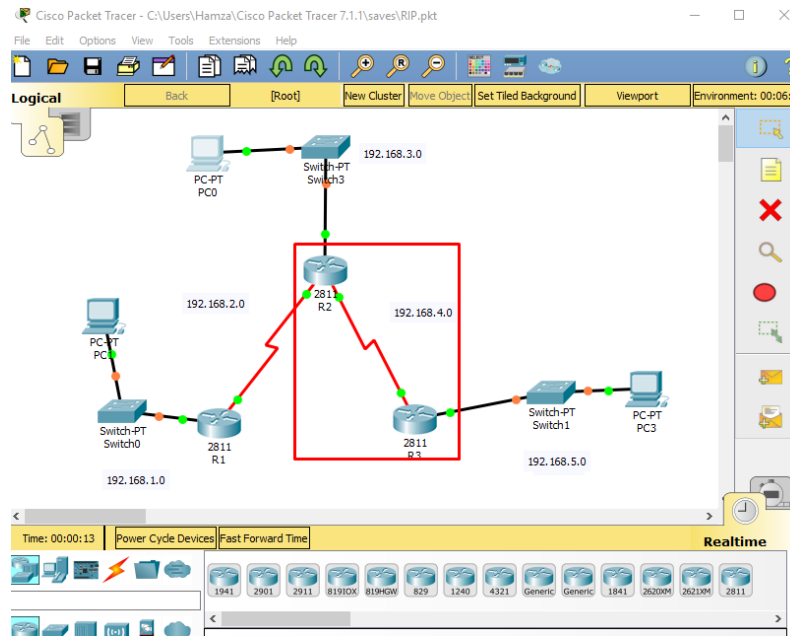 Cisco Packet Tracer - C:\Users\Hamza\Cisco Packet Tracer 7.1.1\saves\RIP.pkt
File Edit Options View Tools Extensions Help
Logical Back [Root] New Cluster Move Object Set Tiled Background Viewport Environment: 00:06:
192.168.3.0
PC-PT
PC0
Switch-PT
Switch3
2811
R2
192.168.2.0
192.168.4.0
PC-PT
Switch-PT
Switch0
2811
R1
192.168.1.0
2811
R3
Switch-PT
Switch1
PC-PT
PC3
192.168.5.0
Time: 00:00:13 Power Cycle Devices Fast Forward Time Realtime
1941 2901 2911 819IOX 819HGW 829 1240 4321 Generic Generic 1841 2620XM 2621XM 2811